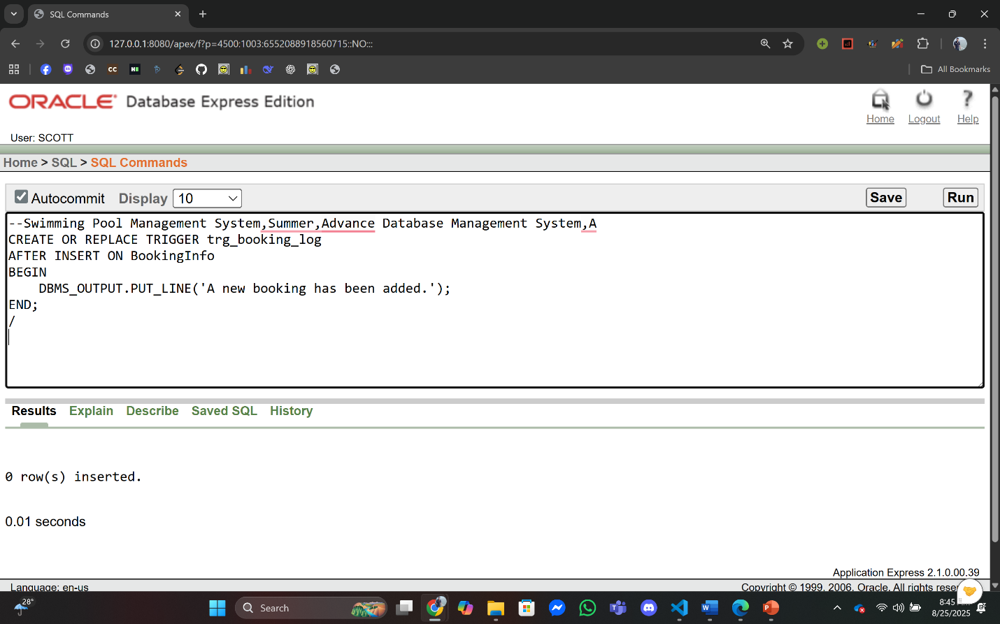 SQL Commands
127.0.0.1:8080/apex/f?p=4500:1003:6552088918560715::NO:::
All Bookmarks
ORACLE Database Express Edition
Home Logout Help
User: SCOTT
Home > SQL > SQL Commands
Autocommit Display 10 Save Run
--Swimming Pool Management System,Summer,Advance Database Management System,A
CREATE OR REPLACE TRIGGER trg_booking_log
AFTER INSERT ON BookingInfo
BEGIN
DBMS_OUTPUT.PUT_LINE('A new booking has been added.');
END;
/
Results Explain Describe Saved SQL History
0 row(s) inserted.
0.01 seconds
Application Express 2.1.0.00.39
Language: en-us Copyright © 1999, 2006, Oracle. All rights
28°
Search
8:45
8/25/2025